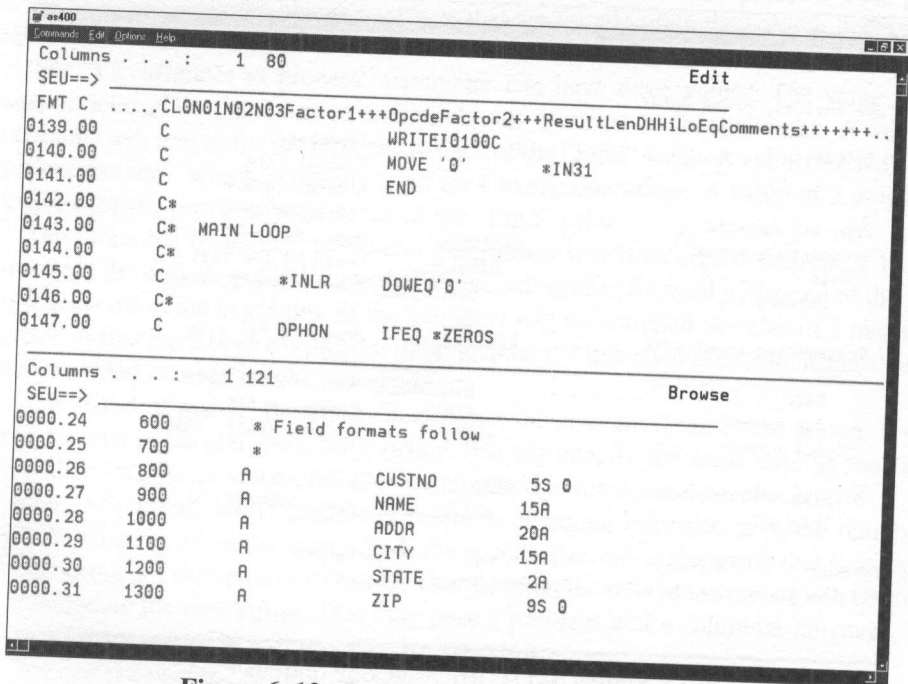 as400
Commands Edit Options Help
Columns . . . : 1 80 Edit
SEU==>
FMT C .....CL0N01N02N03Factor1+++OpcdeFactor2+++ResultLenDHHiLoEqComments+++++++..
0139.00 C WRITEI0100C
0140.00 C MOVE '0' *IN31
0141.00 C END
0142.00 C*
0143.00 C* MAIN LOOP
0144.00 C*
0145.00 C *INLR DOWEQ'0'
0146.00 C*
0147.00 C DPHON IFEQ *ZEROS
Columns . . . : 1 121 Browse
SEU==>
0000.24 600 * Field formats follow
0000.25 700 *
0000.26 800 A CUSTNO 5S 0
0000.27 900 A NAME 15A
0000.28 1000 A ADDR 20A
0000.29 1100 A CITY 15A
0000.30 1200 A STATE 2A
0000.31 1300 A ZIP 9S 0